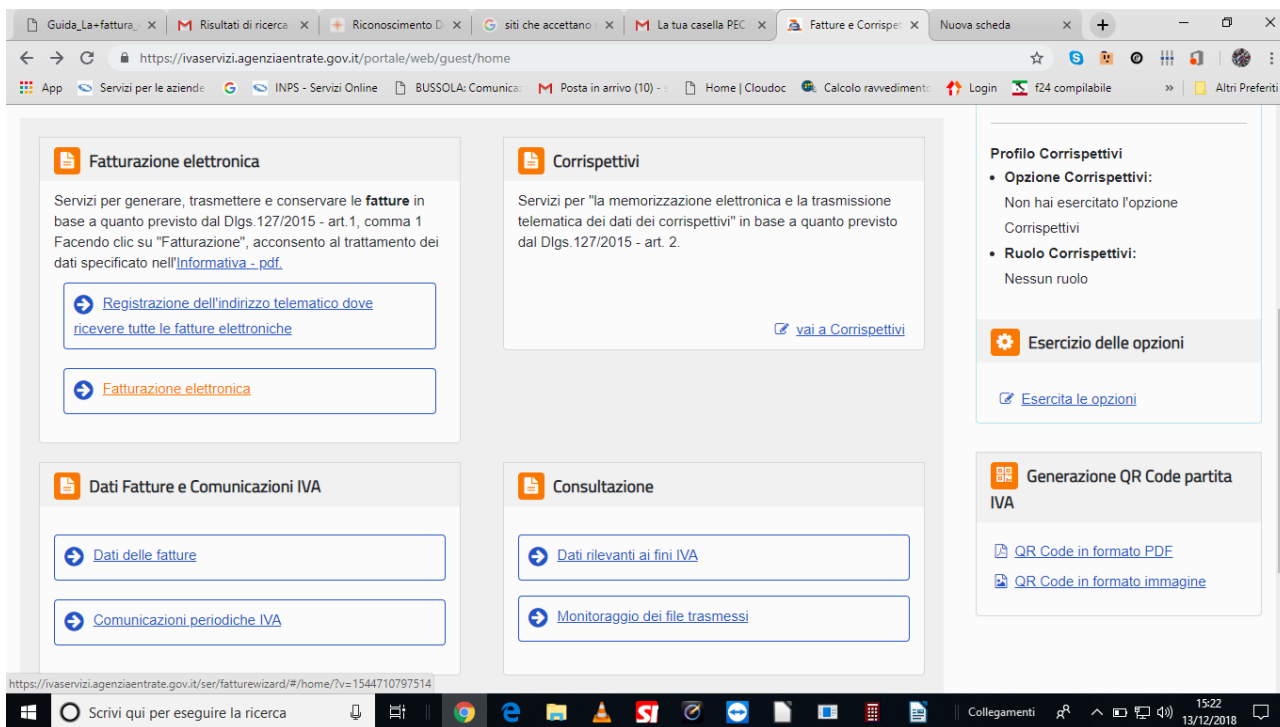 Guida_La+fattura_
Risultati di ricerca
Riconoscimento D
siti che accettano
La tua casella PEC
Fatture e Corrispet
Nuova scheda
https://ivaservizi.agenziaentrate.gov.it/portale/web/guest/home
App
Servizi per le aziende
INPS - Servizi Online
BUSSOLA: Comunica
Posta in arrivo (10) -
Home | Cloudoc
Calcolo ravvedimento
Login
f24 compilabile
»
Altri Preferiti
Fatturazione elettronica
Servizi per generare, trasmettere e conservare le fatture in
base a quanto previsto dal Dlgs.127/2015 - art.1, comma 1
Facendo clic su "Fatturazione", acconsento al trattamento dei
dati specificato nell'Informativa - pdf.
Registrazione dell'indirizzo telematico dove
ricevere tutte le fatture elettroniche
Fatturazione elettronica
Corrispettivi
Servizi per "la memorizzazione elettronica e la trasmissione
telematica dei dati dei corrispettivi" in base a quanto previsto
dal Dlgs.127/2015 - art. 2.
vai a Corrispettivi
Dati Fatture e Comunicazioni IVA
Dati delle fatture
Comunicazioni periodiche IVA
Consultazione
Dati rilevanti ai fini IVA
Monitoraggio dei file trasmessi
Profilo Corrispettivi
• Opzione Corrispettivi:
Non hai esercitato l'opzione
Corrispettivi
• Ruolo Corrispettivi:
Nessun ruolo
Esercizio delle opzioni
Esercita le opzioni
Generazione QR Code partita
IVA
QR Code in formato PDF
QR Code in formato immagine
https://ivaservizi.agenziaentrate.gov.it/ser/fatturewizard/#/home/?v=1544710797514
Scrivi qui per eseguire la ricerca
Collegamenti
15:22
13/12/2018